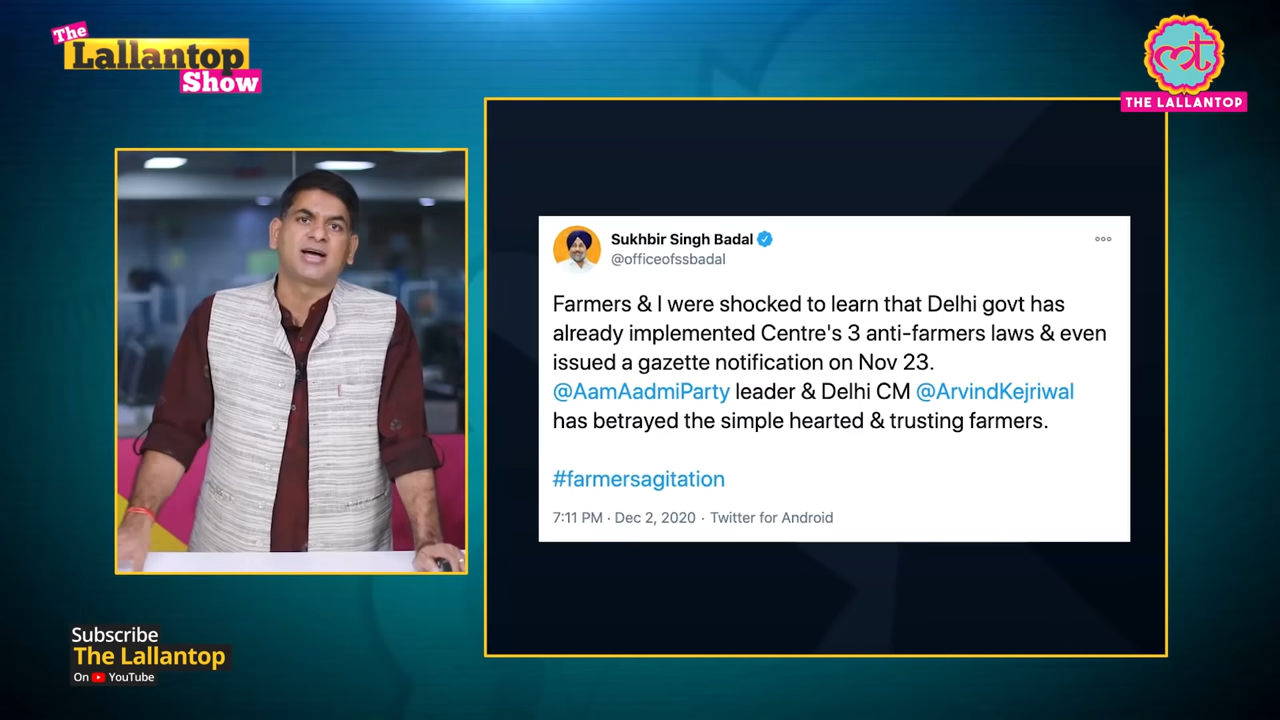 The
Lallantop
Show
लT
THE LALLANTOP
Sukhbir Singh Badal
@officeofssbadal
Farmers & I were shocked to learn that Delhi govt has
already implemented Centre's 3 anti-farmers laws & even
issued a gazette notification on Nov 23.
@AamAadmiParty leader & Delhi CM @ArvindKejriwal
has betrayed the simple hearted & trusting farmers.
#farmersagitation
7:11 PM · Dec 2, 2020 · Twitter for Android
Subscribe
The Lallantop
On YouTube